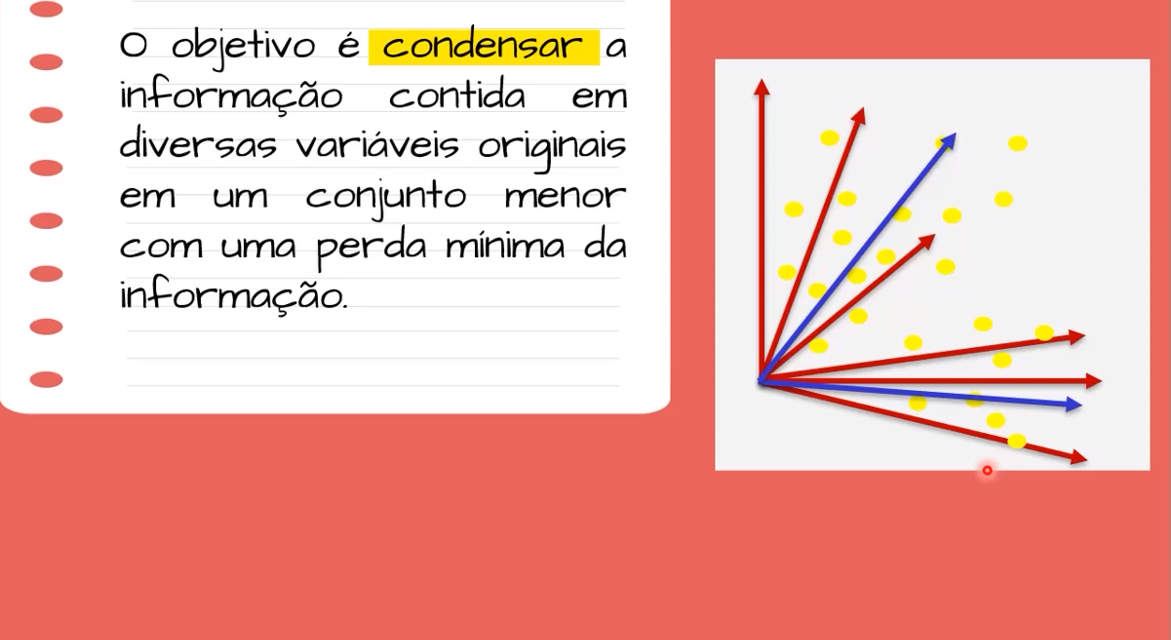 O objetivo é condensar a
informação contida em
diversas variáveis originais
em um conjunto menor
com uma perda mínima da
informação.